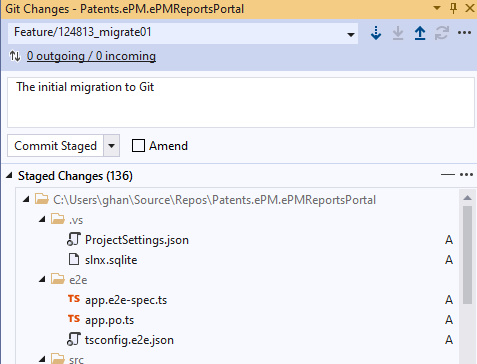 Git Changes - Patents.ePM.ePMReportsPortal
Feature/124813_migrate01
0 outgoing / 0 incoming
The initial migration to Git
Commit Staged
Amend
Staged Changes (136)
C:\Users\ghan\Source\Repos\Patents.ePM.ePMReportsPortal
.vs
ProjectSettings.json A
slnx.sqlite A
e2e
TS app.e2e-spec.ts A
TS app.po.ts A
tsconfig.e2e.json A
src